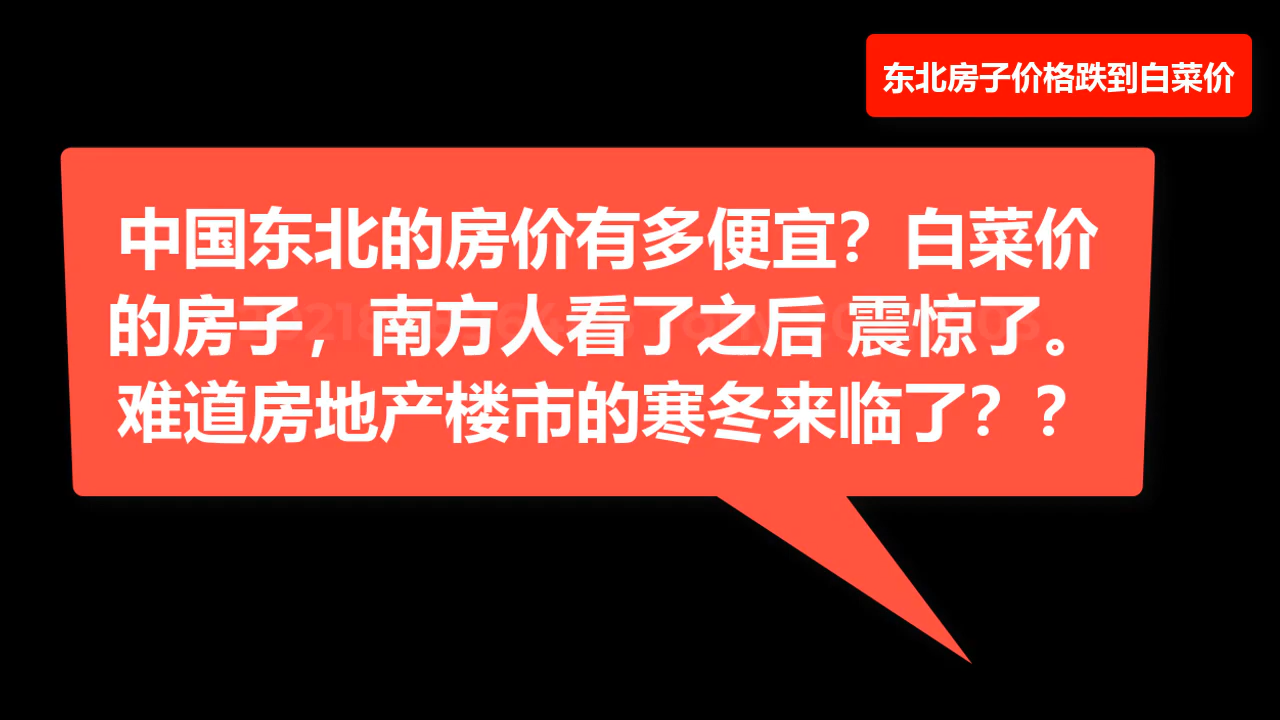 东北房子价格跌到白菜价
中国东北的房价有多便宜？白菜价
的房子，南方人看了之后 震惊了。
难道房地产楼市的寒冬来临了？？